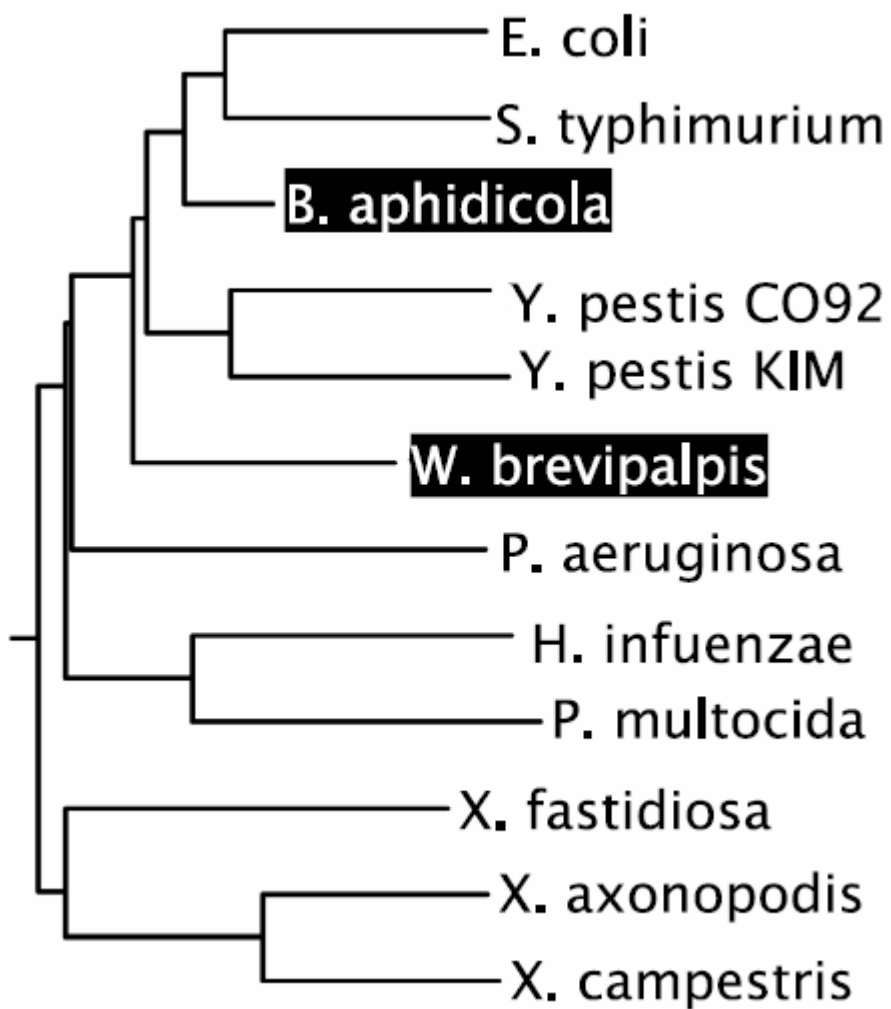 E. coli
S. typhimurium
B. aphidicola
Y. pestis CO92
Y. pestis KIM
W. brevipalpis
P. aeruginosa
H. infuenzae
P. multocida
X. fastidiosa
X. axonopodis
X. campestris